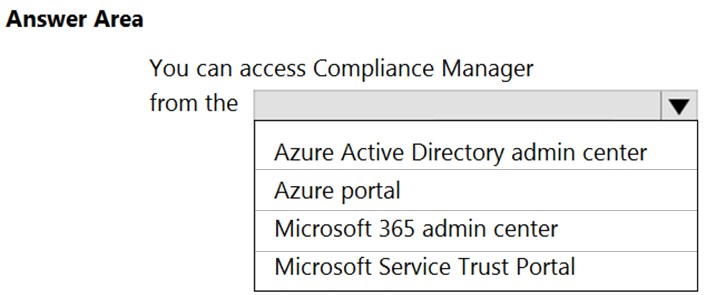 Answer Area
You can access Compliance Manager
from the
Azure Active Directory admin center
Azure portal
Microsoft 365 admin center
Microsoft Service Trust Portal